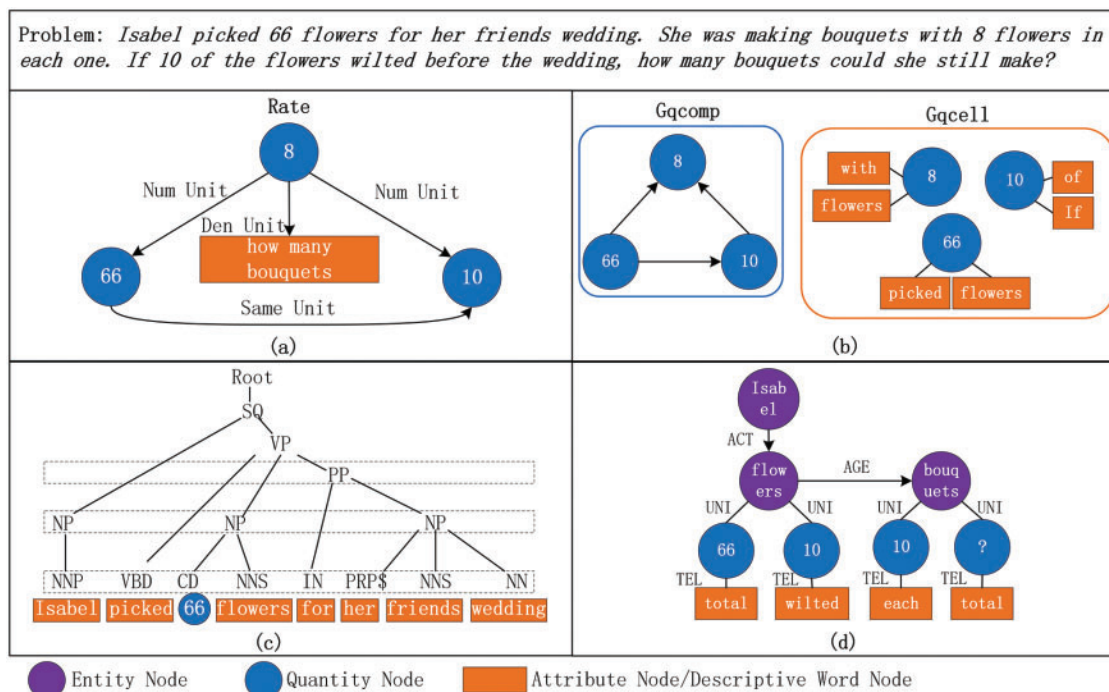 Problem: Isabel picked 66 flowers for her friends wedding. She was making bouquets with 8 flowers in
each one. If 10 of the flowers wilted before the wedding, how many bouquets could she still make?
Rate
8
Num Unit
Num Unit
Den Unit
how many
bouquets
66
10
Same Unit
(a)
Gqcomp
Gqcell
8
66
10
with
flowers
8
10
of
If
66
picked
flowers
(b)
Root
SQ
VP
PP
NP
NP
NP
NNP VBD CD NNS IN PRP$ NNS NN
Isabel picked 66 flowers for her friends wedding
(c)
Isab
el
ACT
flow
ers
AGE
bouq
uets
UNI
UNI
UNI
UNI
66
10
10
?
TEL
TEL
TEL
TEL
total
wilted
each
total
(d)
Entity Node
Quantity Node
Attribute Node/Descriptive Word Node